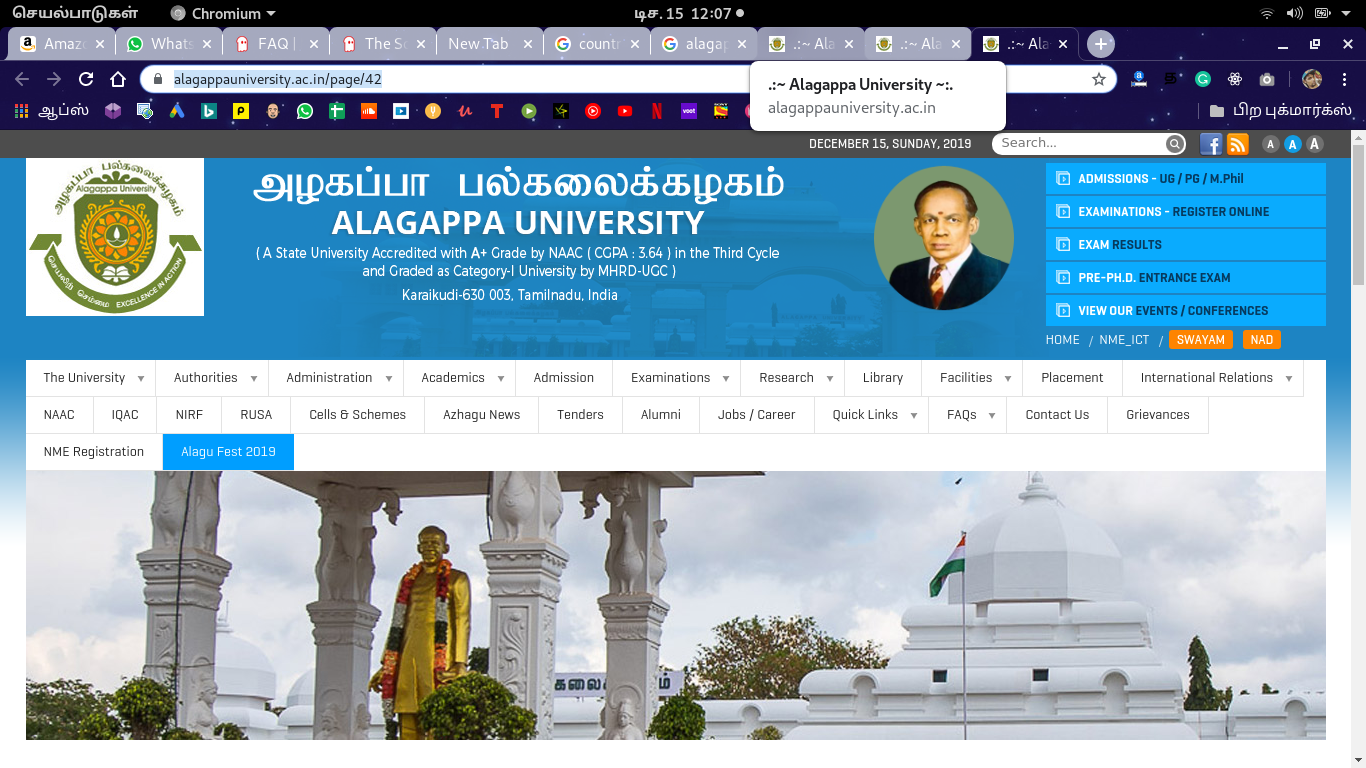 செயல்பாடுகள் Chromium டிச. 15 12:07
Amazo Whats FAQ | The So New Tab countr alagap .:~ Ala .:~ Ala .:~ Ala
alagappauniversity.ac.in/page/42
.:~ Alagappa University ~:.
alagappauniversity.ac.in
ஆப்ஸ் பிற புக்மார்க்ஸ்
DECEMBER 15, SUNDAY, 2019 Search... A A A
அழகப்பா பல்கலைக்கழகம்
Alagappa University
செயலிற் செம்மை EXCELLENCE IN ACTION
அழகப்பா பல்கலைக்கழகம்
ALAGAPPA UNIVERSITY
( A State University Accredited with A+ Grade by NAAC ( CGPA : 3.64 ) in the Third Cycle
and Graded as Category-I University by MHRD-UGC )
Karaikudi-630 003, Tamilnadu, India
ADMISSIONS - UG / PG / M.Phil
EXAMINATIONS - REGISTER ONLINE
EXAM RESULTS
PRE-PH.D. ENTRANCE EXAM
VIEW OUR EVENTS / CONFERENCES
HOME / NME_ICT / SWAYAM NAD
The University Authorities Administration Academics Admission Examinations Research Library Facilities Placement International Relations
NAAC IQAC NIRF RUSA Cells & Schemes Azhagu News Tenders Alumni Jobs / Career Quick Links FAQs Contact Us Grievances
NME Registration Alagu Fest 2019